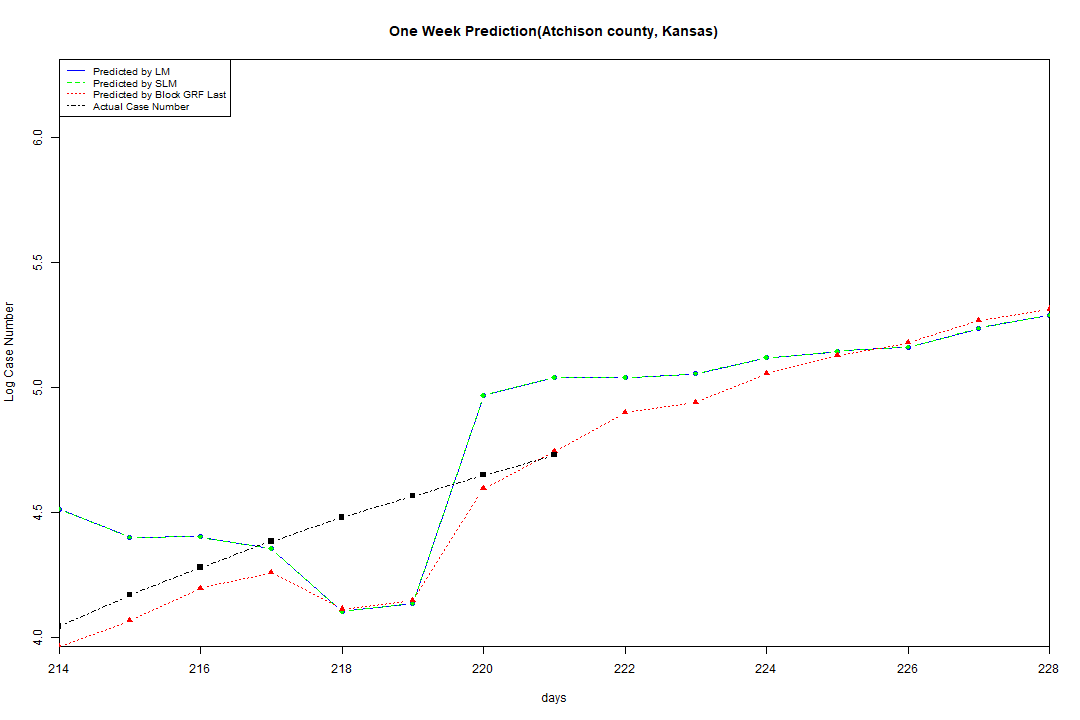 One Week Prediction(Atchison county, Kansas)
Predicted by LM
Predicted by SLM
Predicted by Block GRF Last
Actual Case Number
6.0
5.5
5.0
4.5
4.0
Log Case Number
214 216 218 220 222 224 226 228
days